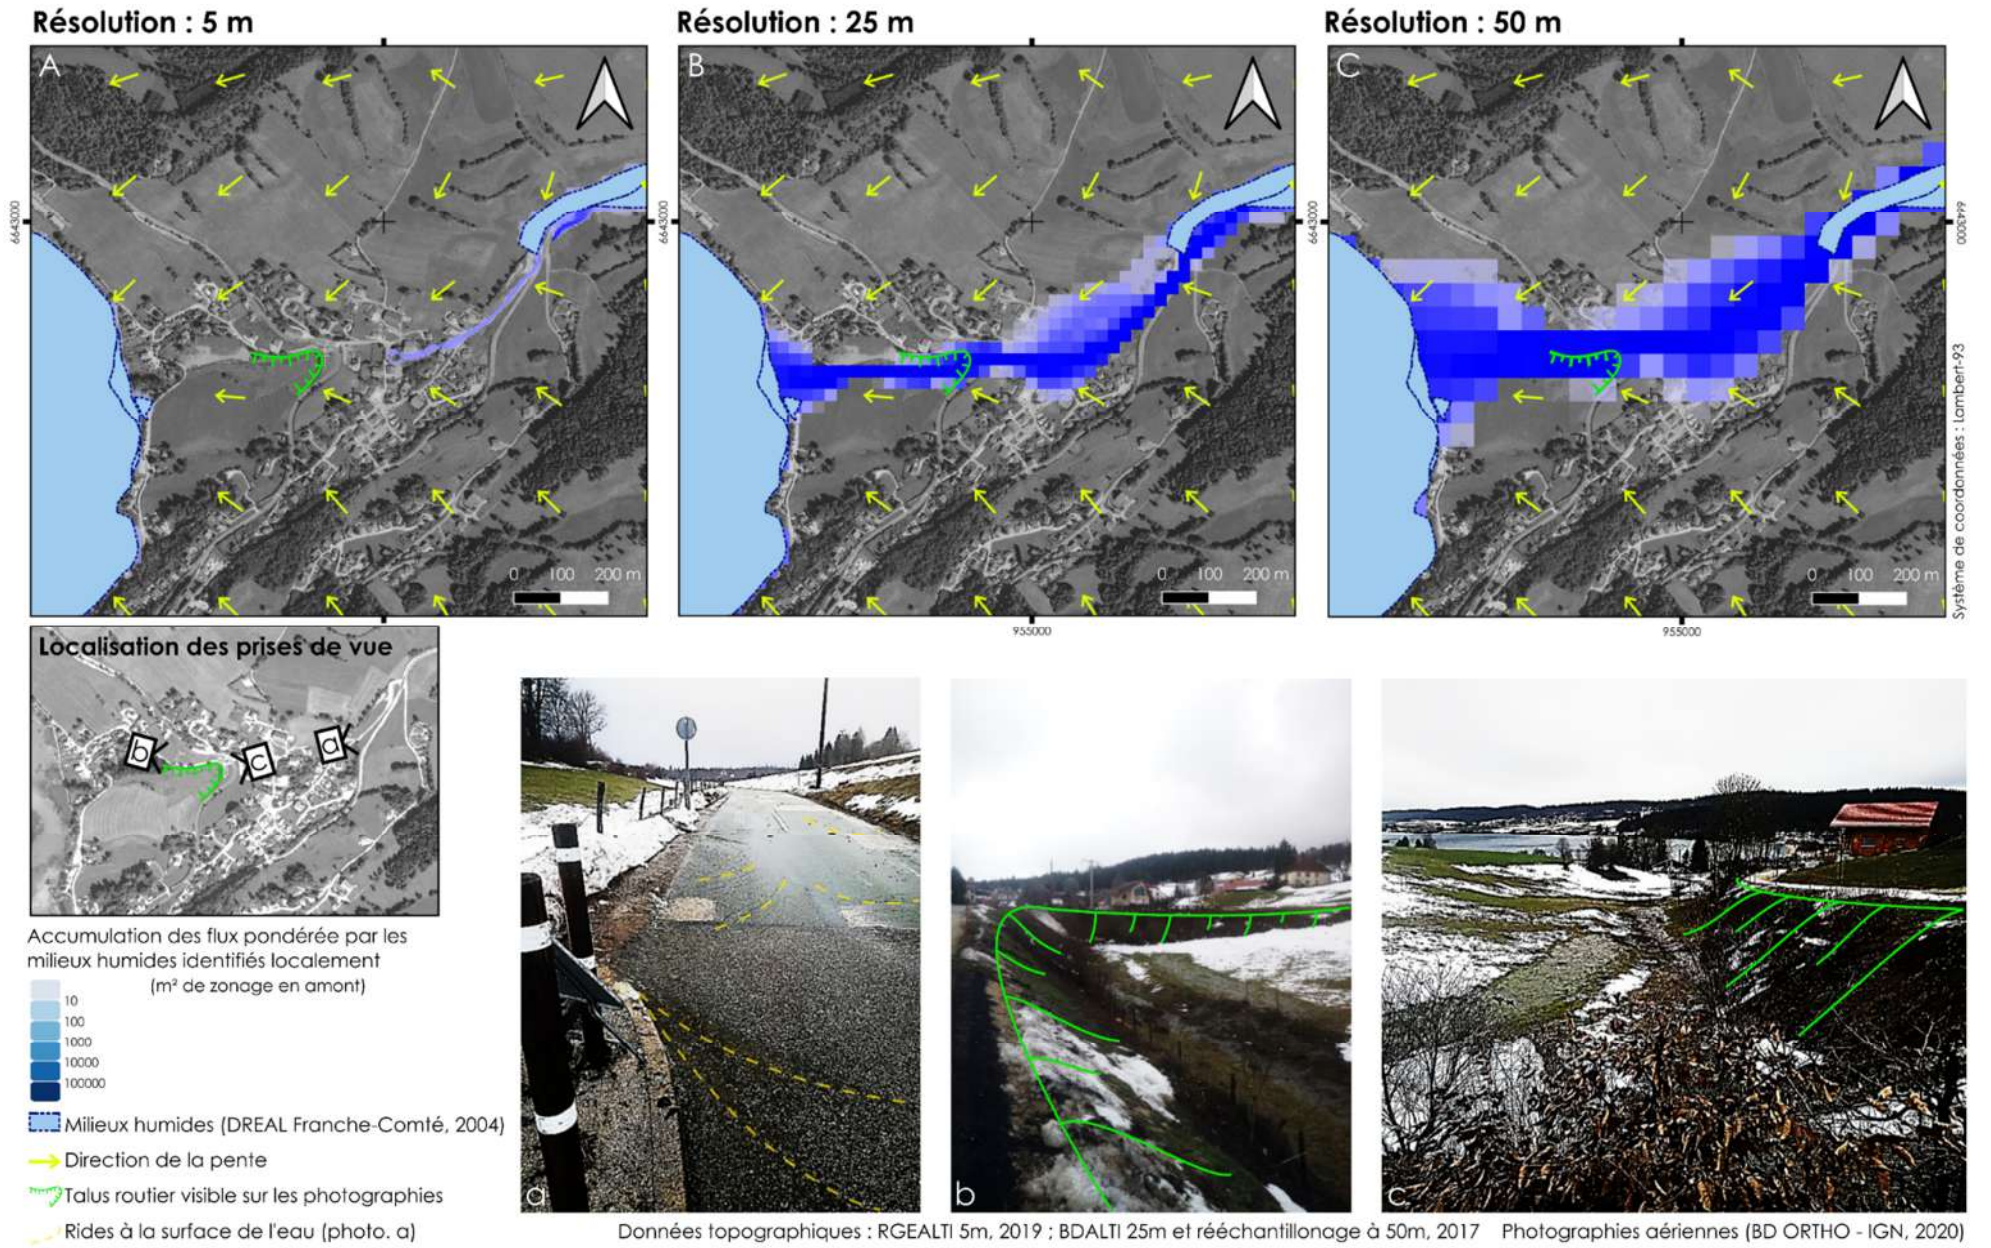 Résolution : 5 m
Résolution : 25 m
Résolution : 50 m
A
B
C
6643000
6643000
6643000
6643000
0 100 200 m
0 100 200 m
0 100 200 m
955000
955000
Système de coordonnées : Lambert-93
Localisation des prises de vue
b
c
a
Accumulation des flux pondérée par les
milieux humides identifiés localement
(m² de zonage en amont)
10
100
1000
10000
100000
Milieux humides (DREAL Franche-Comté, 2004)
Direction de la pente
Talus routier visible sur les photographies
Rides à la surface de l'eau (photo. a)
a
b
c
Données topographiques : RGEALTI 5m, 2019 ; BDALTI 25m et rééchantillonage à 50m, 2017
Photographies aériennes (BD ORTHO - IGN, 2020)